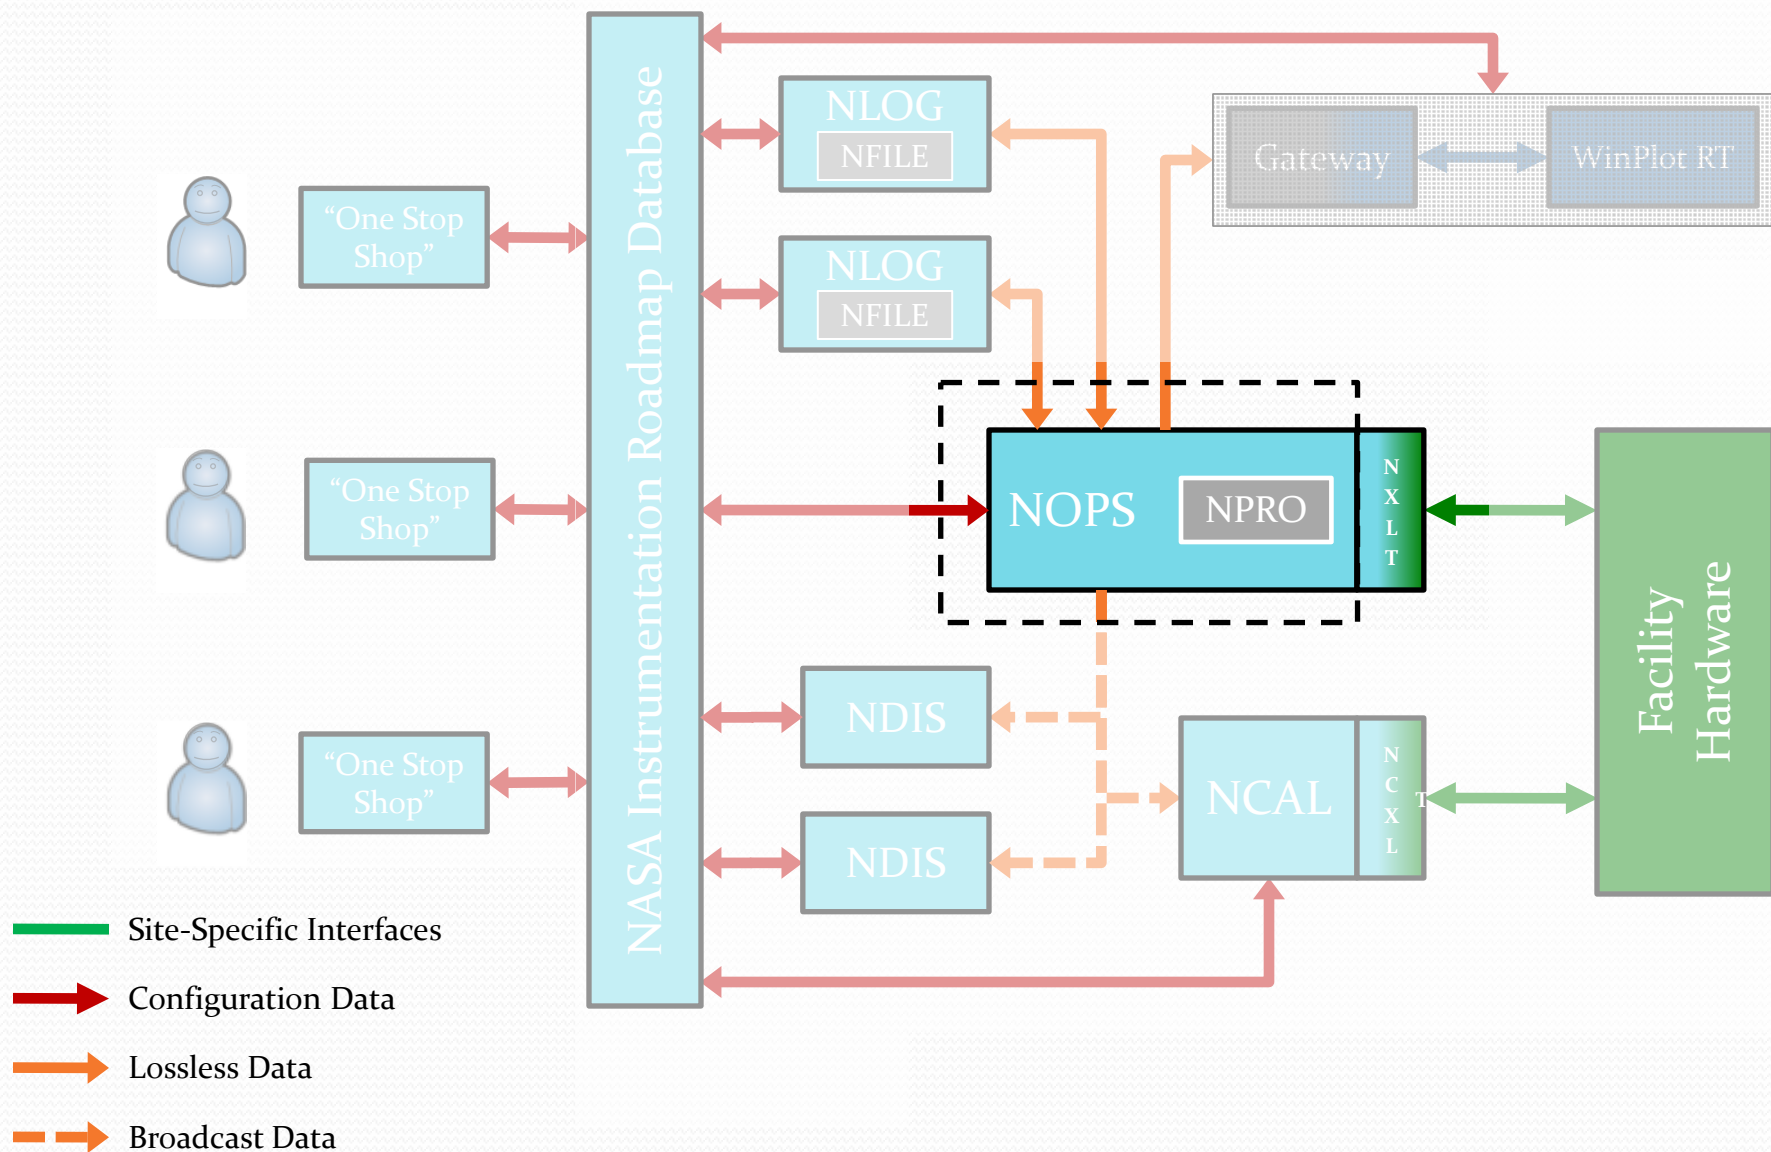 NASA Instrumentation Roadmap Database
NLOG
NFILE
Gateway
WinPlot RT
“One Stop
Shop”
NLOG
NFILE
“One Stop
Shop”
NOPS
NPRO
N
X
L
T
Facility
Hardware
“One Stop
Shop”
NDIS
NCAL
N
C
X
L
T
NDIS
Site-Specific Interfaces
Configuration Data
Lossless Data
Broadcast Data